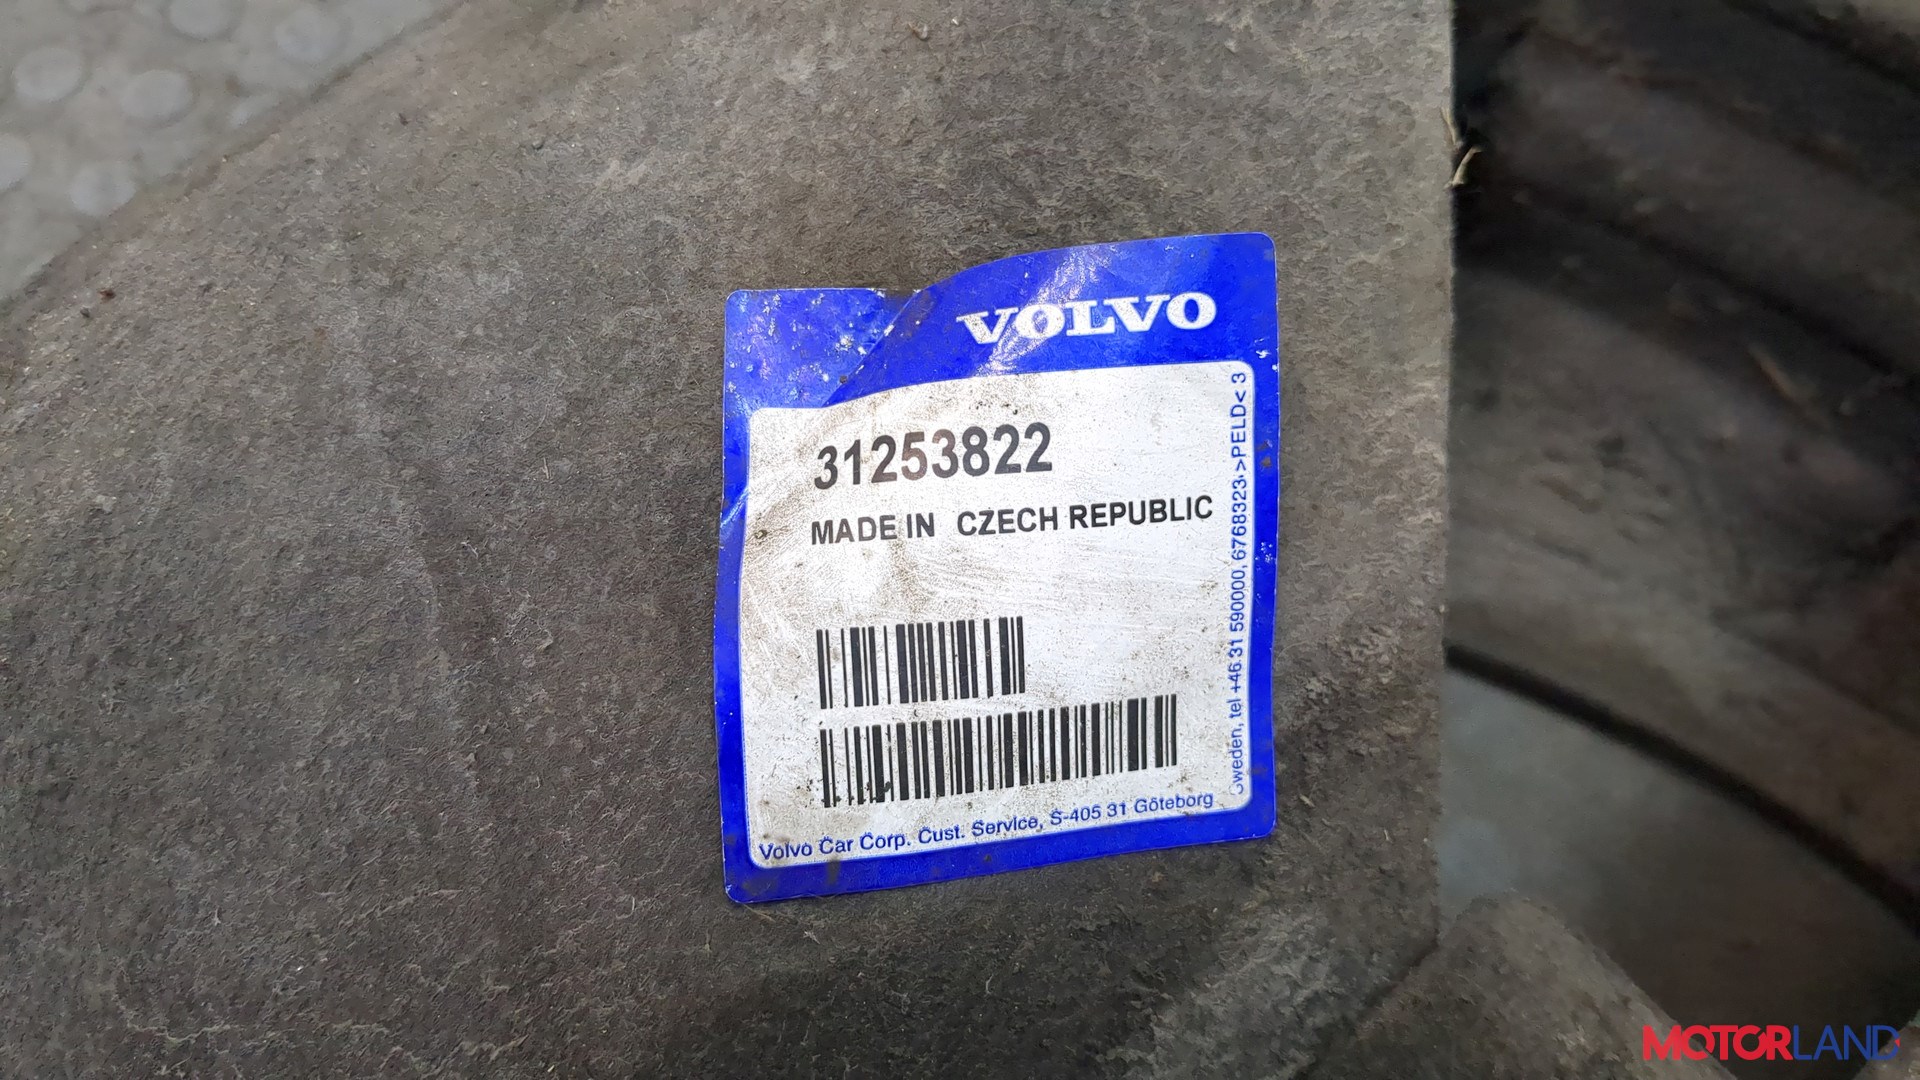 VOLVO
31253822
MADE IN CZECH REPUBLIC
Volvo Car Corp. Cust. Service, S-405 31 Göteborg
Sweden, tel +46 31 590000, 6768323 >PELD< 3
MOTORLAND